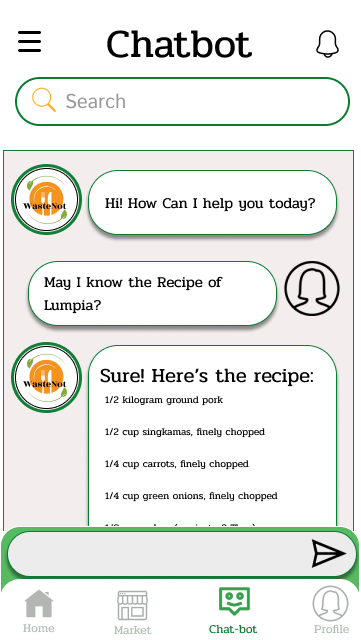 Chatbot
Search
WasteNot
Hi! How Can I help you today?
May I know the Recipe of
Lumpia?
WasteNot
Sure! Here's the recipe:
1/2 kilogram ground pork
1/2 cup singkamas, finely chopped
1/4 cup carrots, finely chopped
1/4 cup green onions, finely chopped
Home
Market
Chat-bot
Profile